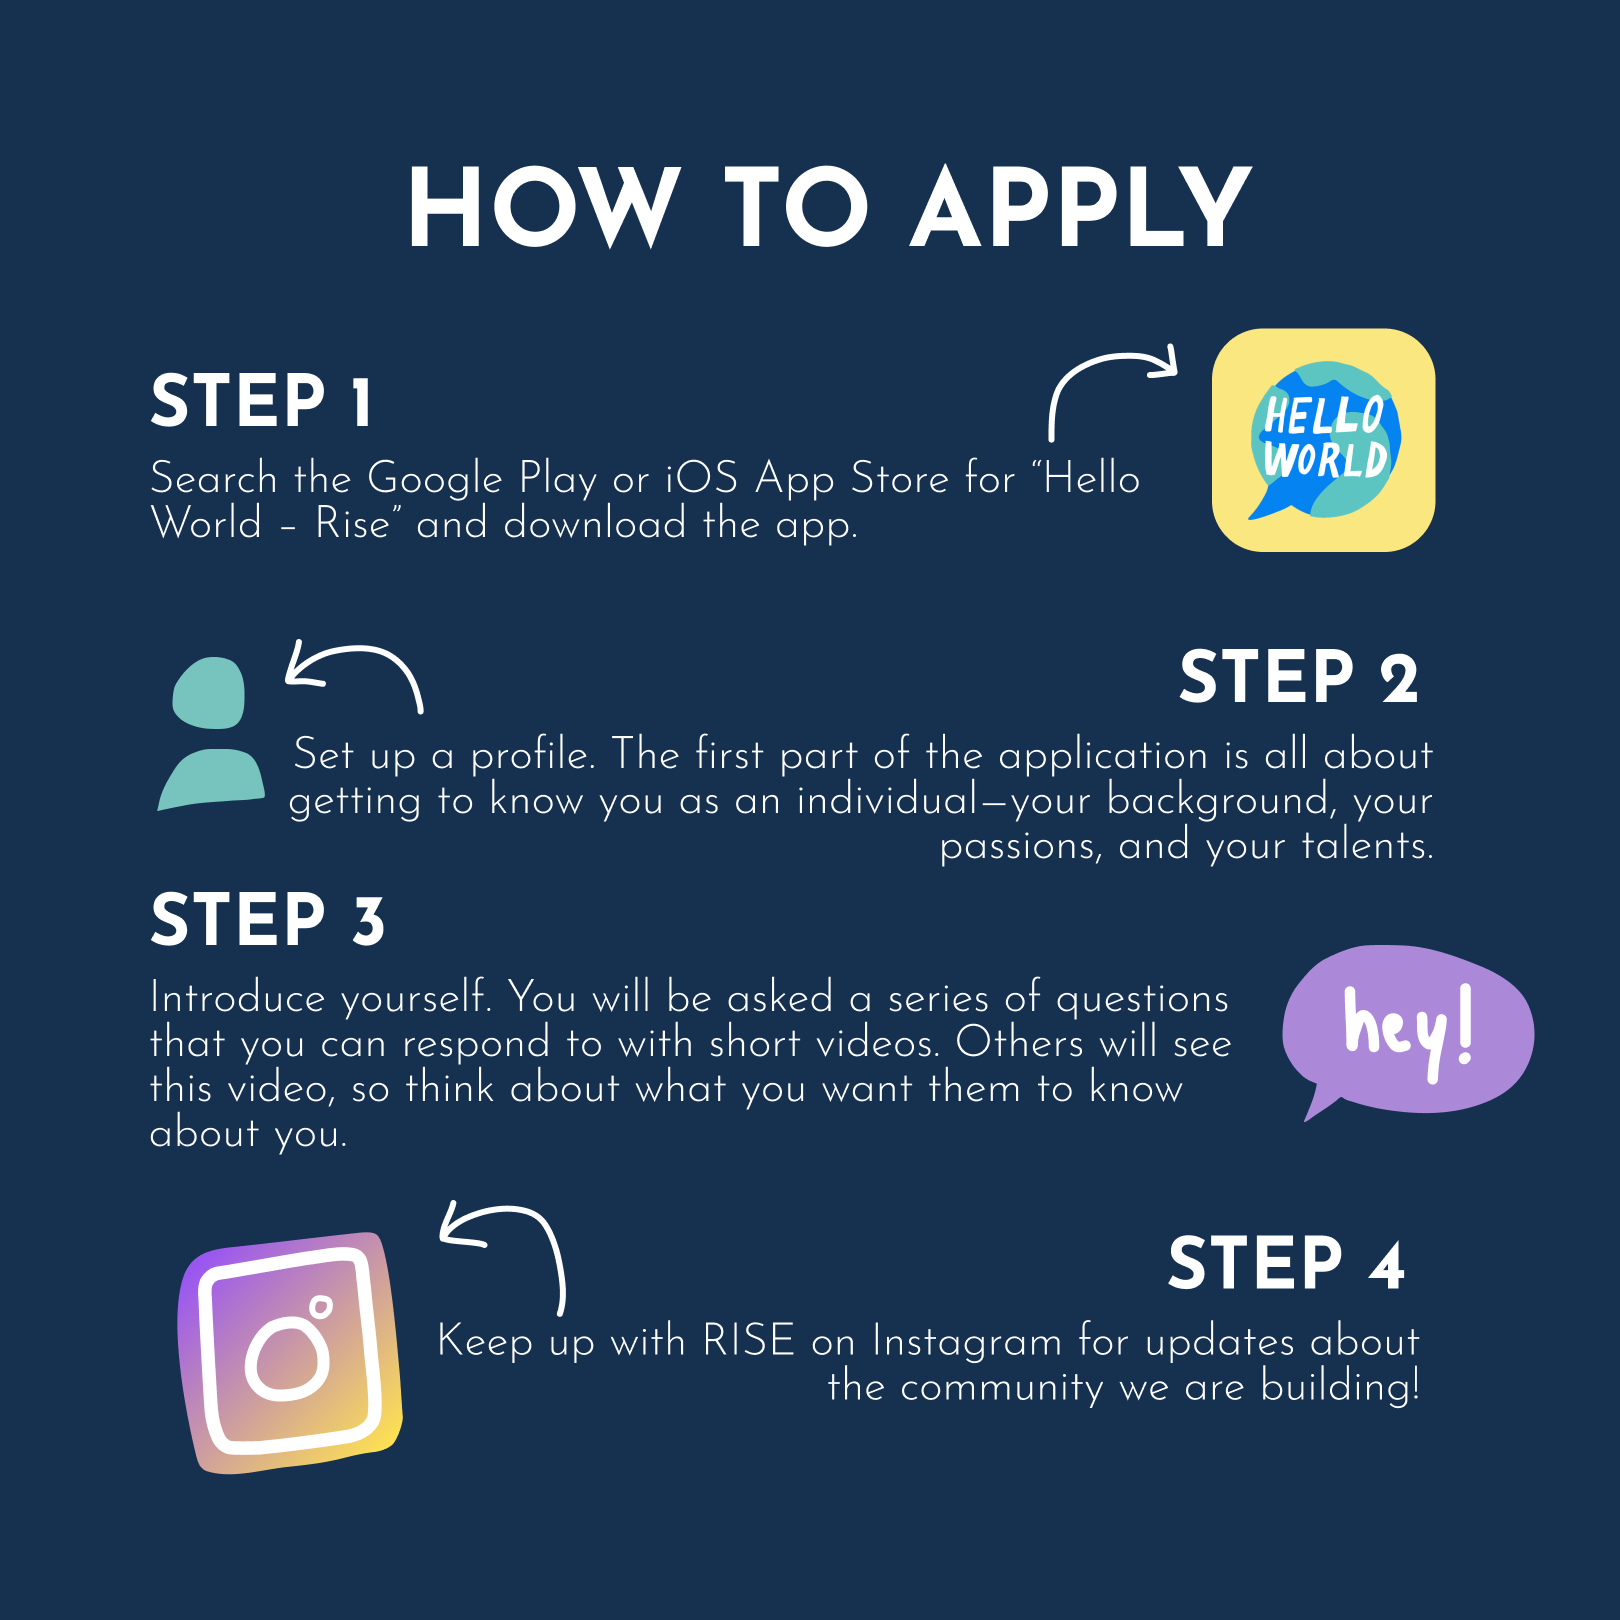 HOW TO APPLY
STEP 1
Search the Google Play or iOS App Store for “Hello
World – Rise” and download the app.
HELLO
WORLD
STEP 2
Set up a profile. The first part of the application is all about
getting to know you as an individual—your background, your
passions, and your talents.
STEP 3
Introduce yourself. You will be asked a series of questions
that you can respond to with short videos. Others will see
this video, so think about what you want them to know
about you.
hey!
STEP 4
Keep up with RISE on Instagram for updates about
the community we are building!